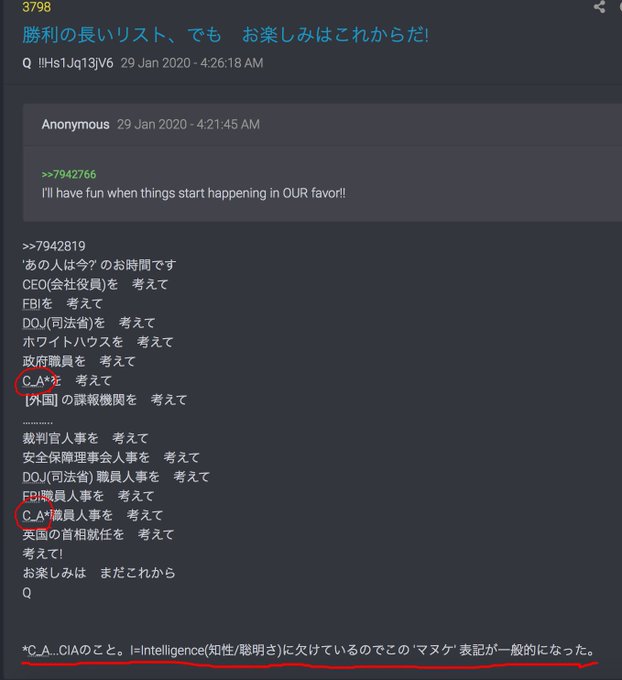 3798
勝利の長いリスト、でも　お楽しみはこれからだ!
Q !!Hs1Jq13jV6 29 Jan 2020 - 4:26:18 AM
Anonymous 29 Jan 2020 - 4:21:45 AM
>>7942766
I'll have fun when things start happening in OUR favor!!
>>7942819
'あの人は今?' のお時間です
CEO(会社役員)を　考えて
FBIを　考えて
DOJ(司法省)を　考えて
ホワイトハウスを　考えて
政府職員を　考えて
C_A*を　考えて
[外国] の諜報機関を　考えて
………..
裁判官人事を　考えて
安全保障理事会人事を　考えて
DOJ(司法省) 職員人事を　考えて
FBI職員人事を　考えて
C_A*職員人事を　考えて
英国の首相就任を　考えて
考えて!
お楽しみは　まだこれから
Q
*C_A...CIAのこと。I=Intelligence(知性/聡明さ)に欠けているのでこの 'マヌケ' 表記が一般的になった。